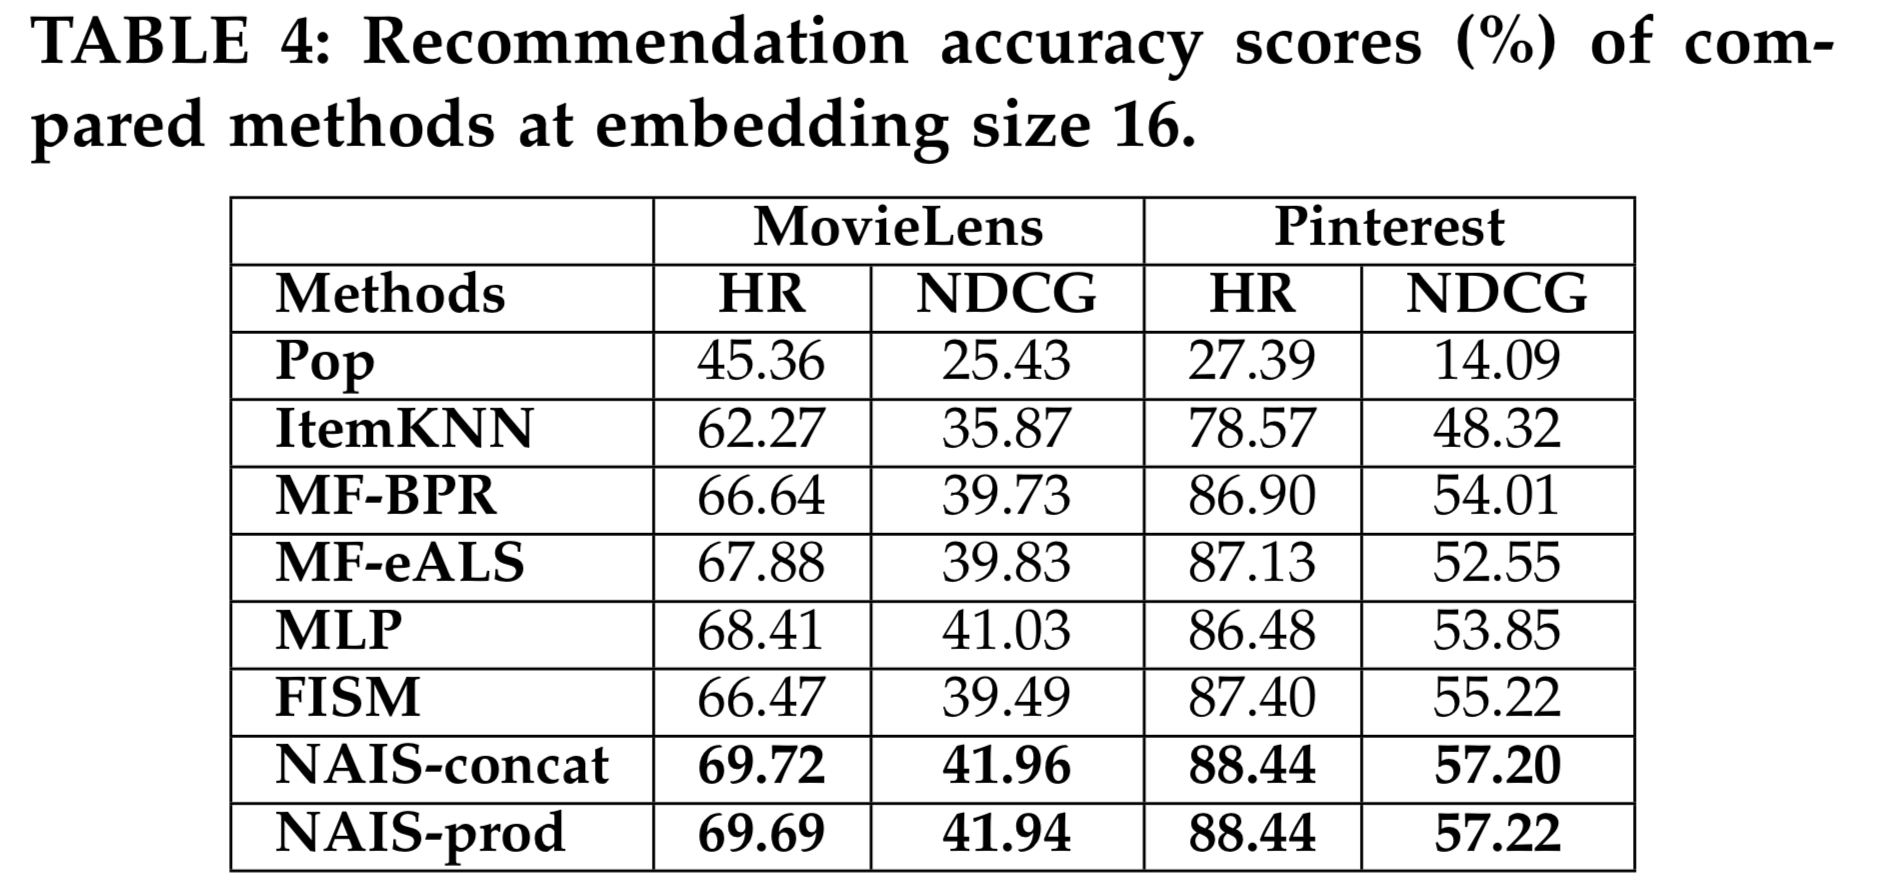 TABLE 4: Recommendation accuracy scores (%) of com-
pared methods at embedding size 16.
MovieLens Pinterest
Methods HR NDCG HR NDCG
Pop 45.36 25.43 27.39 14.09
ItemKNN 62.27 35.87 78.57 48.32
MF-BPR 66.64 39.73 86.90 54.01
MF-eALS 67.88 39.83 87.13 52.55
MLP 68.41 41.03 86.48 53.85
FISM 66.47 39.49 87.40 55.22
NAIS-concat 69.72 41.96 88.44 57.20
NAIS-prod 69.69 41.94 88.44 57.22